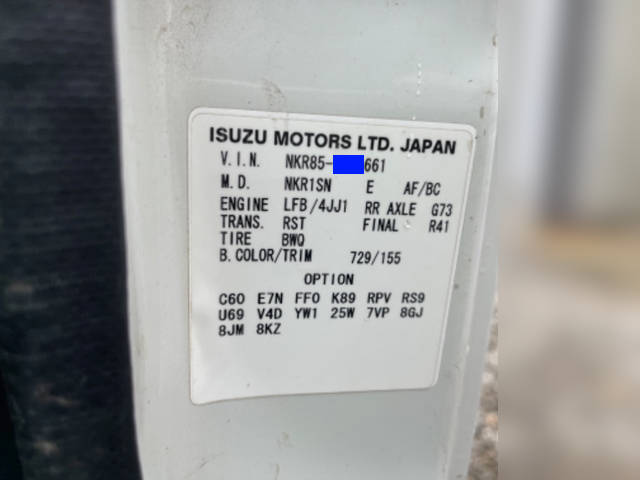 ISUZU MOTORS LTD. JAPAN
V.I.N. NKR85-661
M.D. NKR1SN E AF/BC
ENGINE LFB/4JJ1 RR AXLE G73
TRANS. RST FINAL R41
TIRE BWQ
B.COLOR/TRIM 729/155
OPTION
C60 E7N FF0 K89 RPV RS9
U69 V4D YW1 25W 7VP 8GJ
8JM 8KZ